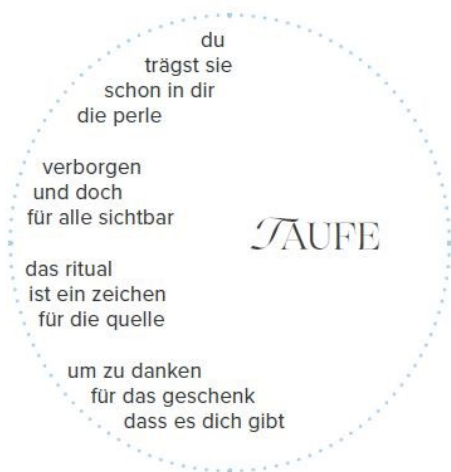 du
trägst sie
schon in dir
die perle
verborgen
und doch
für alle sichtbar
TAUFE
das ritual
ist ein zeichen
für die quelle
um zu danken
für das geschenk
dass es dich gibt